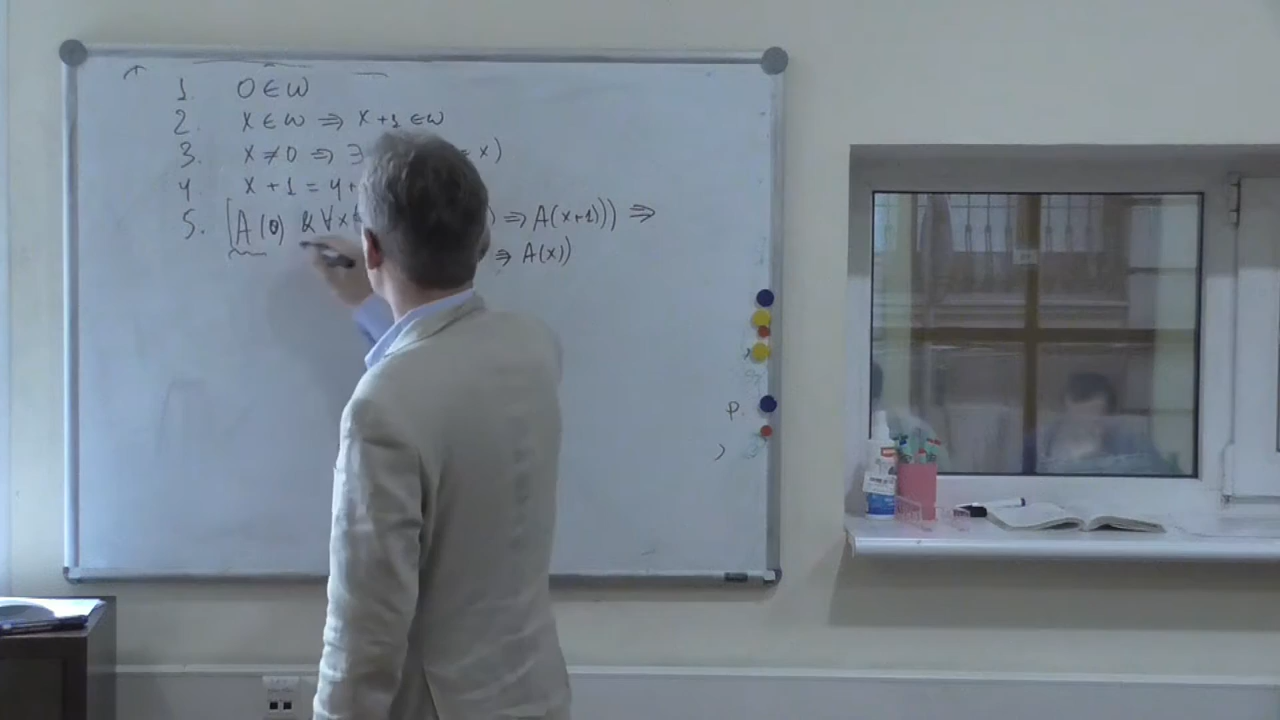 1. 0 ∈ ω
2. x ∈ ω ⇒ x + 1 ∈ ω
3. x ≠ 0 ⇒ ∃ = x)
4. x + 1 = y +
5. [A(0) & ∀x ) ⇒ A(x+1))) ⇒
⇒ A(x))
p.